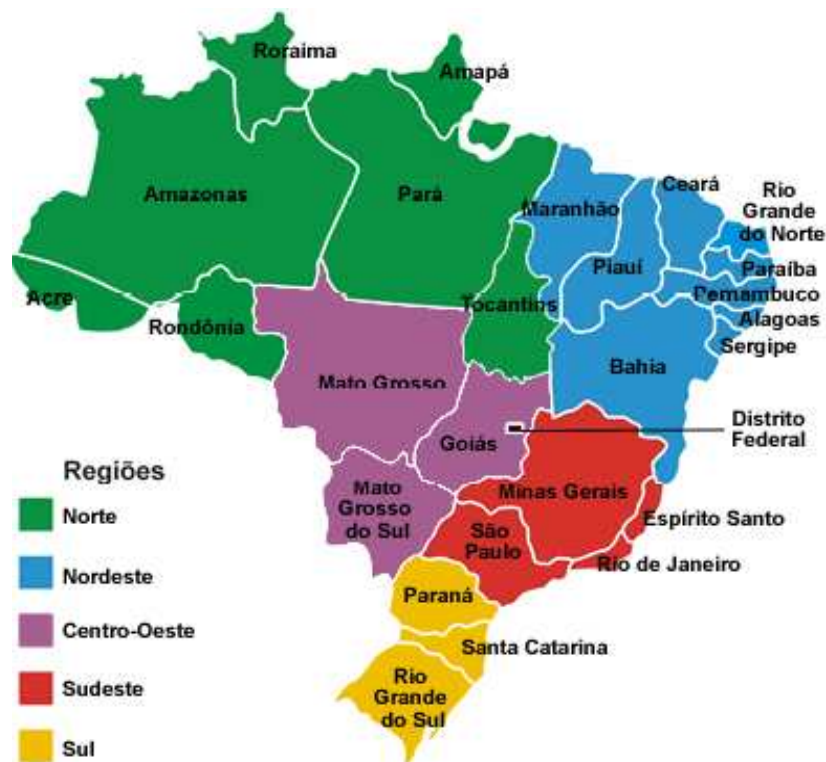 Roraima
Amapá
Amazonas
Pará
Maranhão
Ceará
Rio
Grande
do Norte
Piauí
Paraíba
Pernambuco
Alagoas
Sergipe
Acre
Rondônia
Tocantins
Bahia
Mato Grosso
Goiás
Distrito
Federal
Mato
Grosso
do Sul
Minas Gerais
Espírito Santo
São
Paulo
Rio de Janeiro
Paraná
Santa Catarina
Rio
Grande
do Sul
Regiões
Norte
Nordeste
Centro-Oeste
Sudeste
Sul